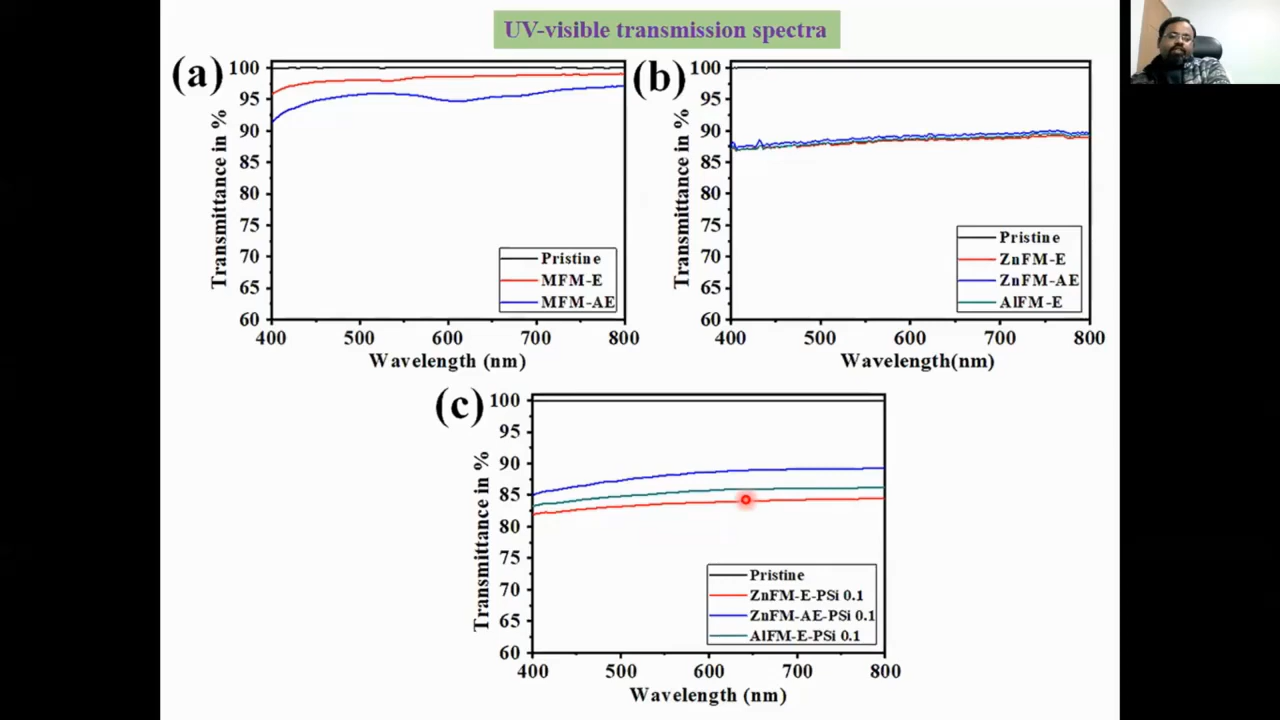 UV-visible transmission spectra
(a)
100
95
90
85
80
75
70
65
60
Transmittance in %
400 500 600 700 800
Wavelength (nm)
Pristine
MFM-E
MFM-AE
(b)
100
95
90
85
80
75
70
65
60
Transmittance in %
400 500 600 700 800
Wavelength(nm)
Pristine
ZnFM-E
ZnFM-AE
AlFM-E
(c)
100
95
90
85
80
75
70
65
60
Transmittance in %
400 500 600 700 800
Wavelength (nm)
Pristine
ZnFM-E-PSi 0.1
ZnFM-AE-PSi 0.1
AlFM-E-PSi 0.1